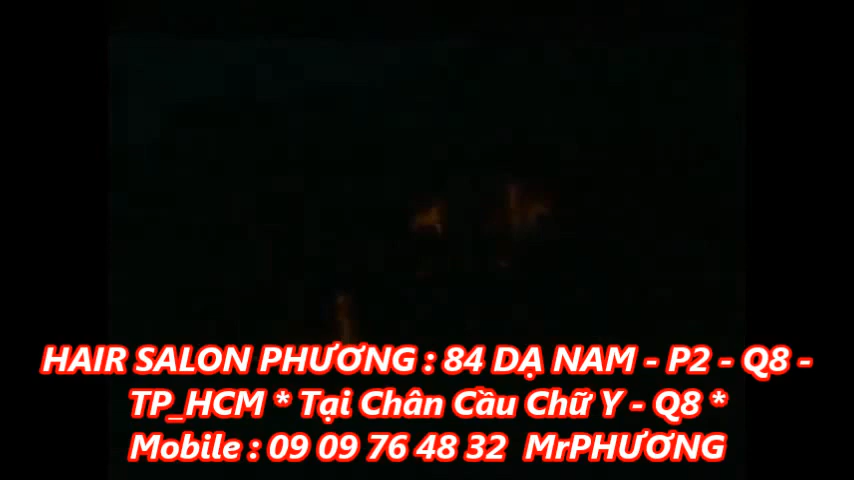 HAIR SALON PHƯƠNG : 84 DẠ NAM - P2 - Q8 -
TP_HCM * Tại Chân Cầu Chữ Y - Q8 *
Mobile : 09 09 76 48 32 MrPHƯƠNG